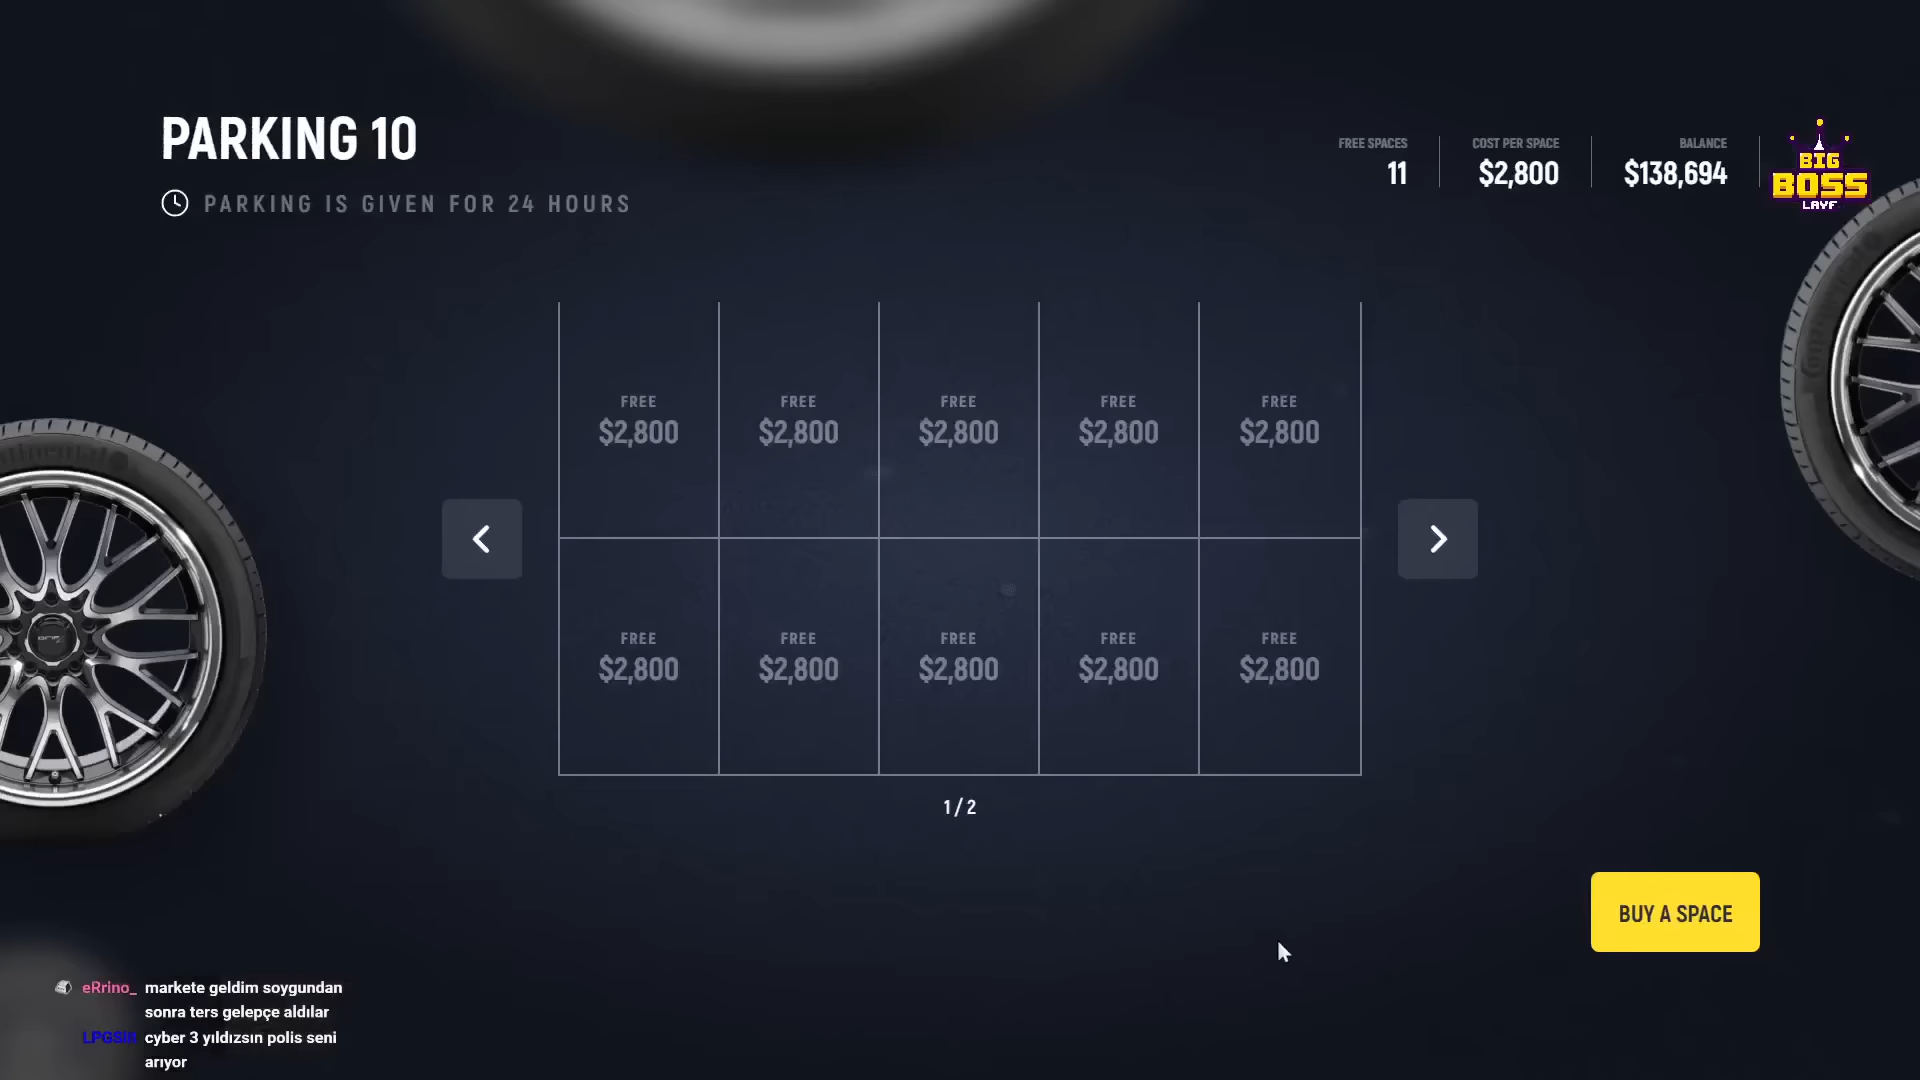 PARKING 10
PARKING IS GIVEN FOR 24 HOURS
FREE SPACES
11
COST PER SPACE
$2,800
BALANCE
$138,694
BIG
BOSS
LAYF
FREE FREE FREE FREE FREE
$2,800 $2,800 $2,800 $2,800 $2,800
FREE FREE FREE FREE FREE
$2,800 $2,800 $2,800 $2,800 $2,800
1 / 2
BUY A SPACE
eRrino_ markete geldim soygundan
sonra ters gelepçe aldılar
cyber 3 yıldızsın polis seni
arıyor